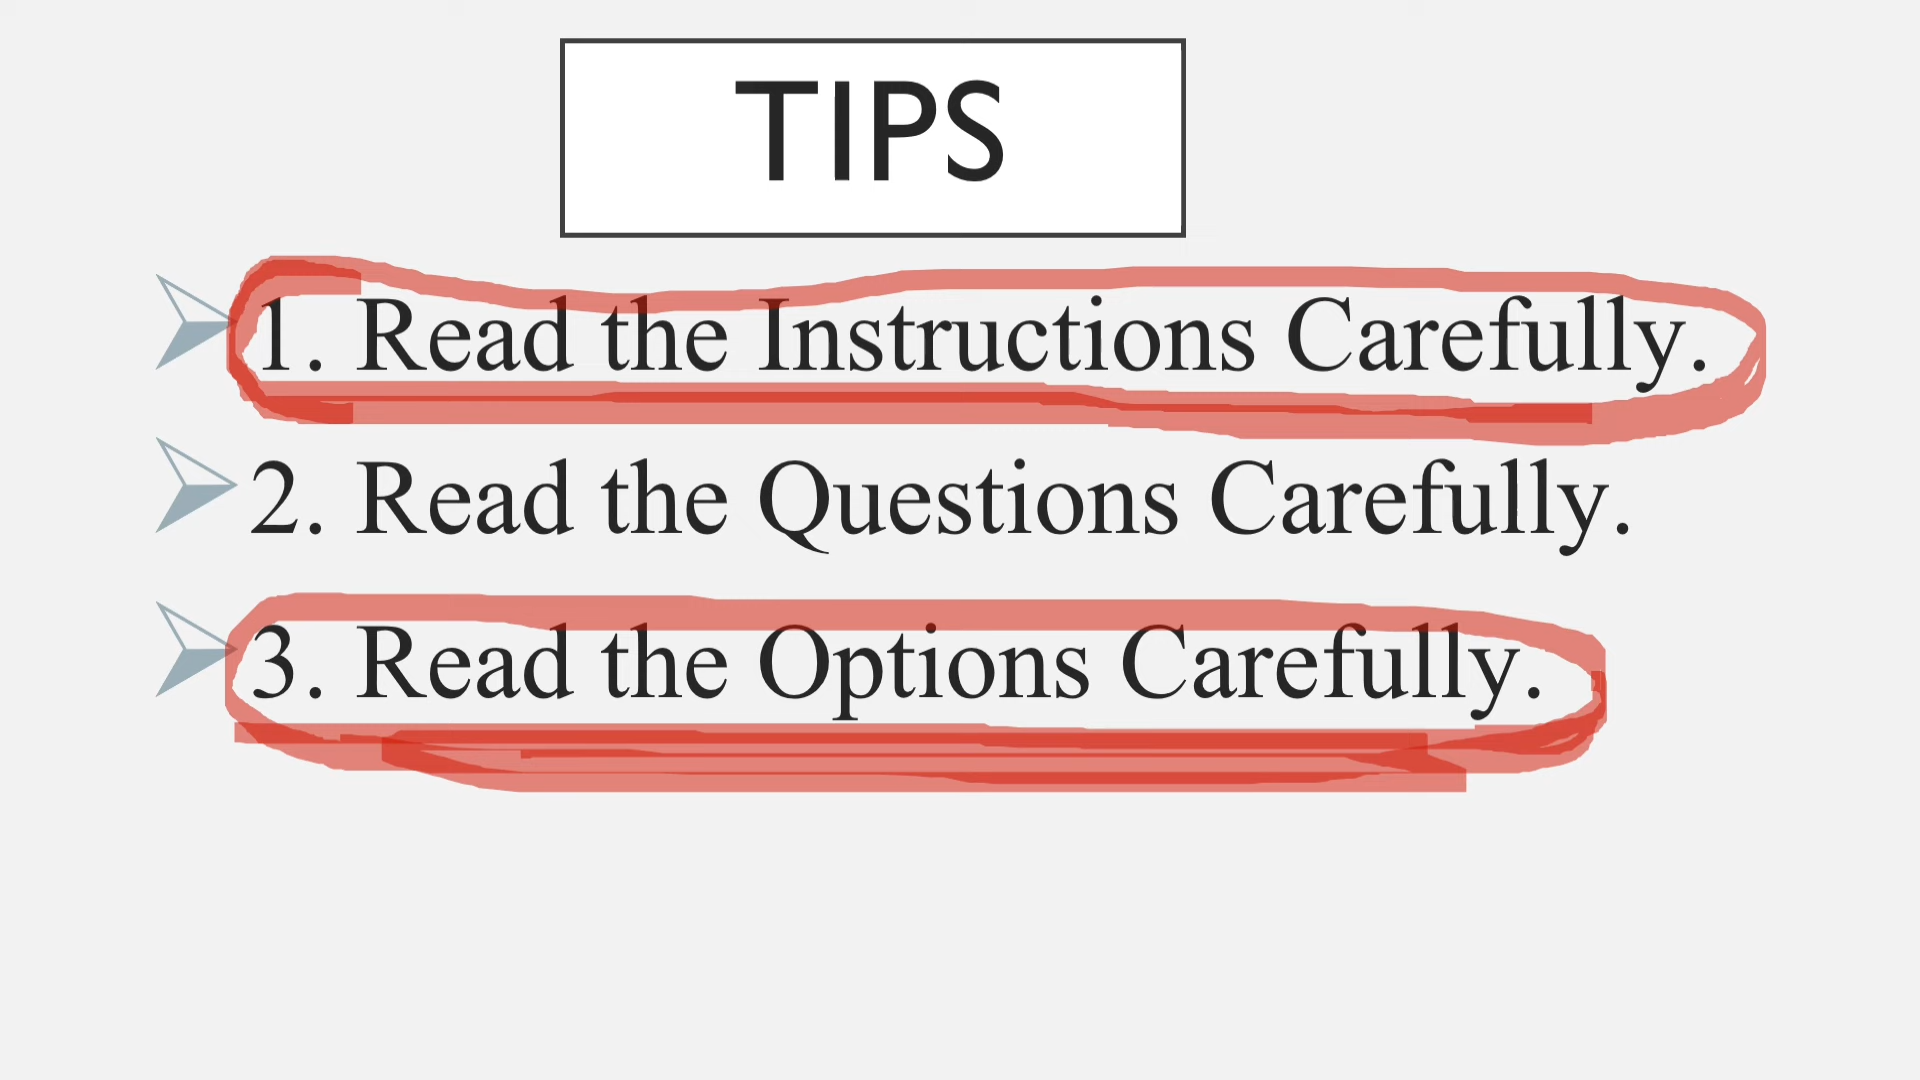 TIPS
1. Read the Instructions Carefully.
2. Read the Questions Carefully.
3. Read the Options Carefully.